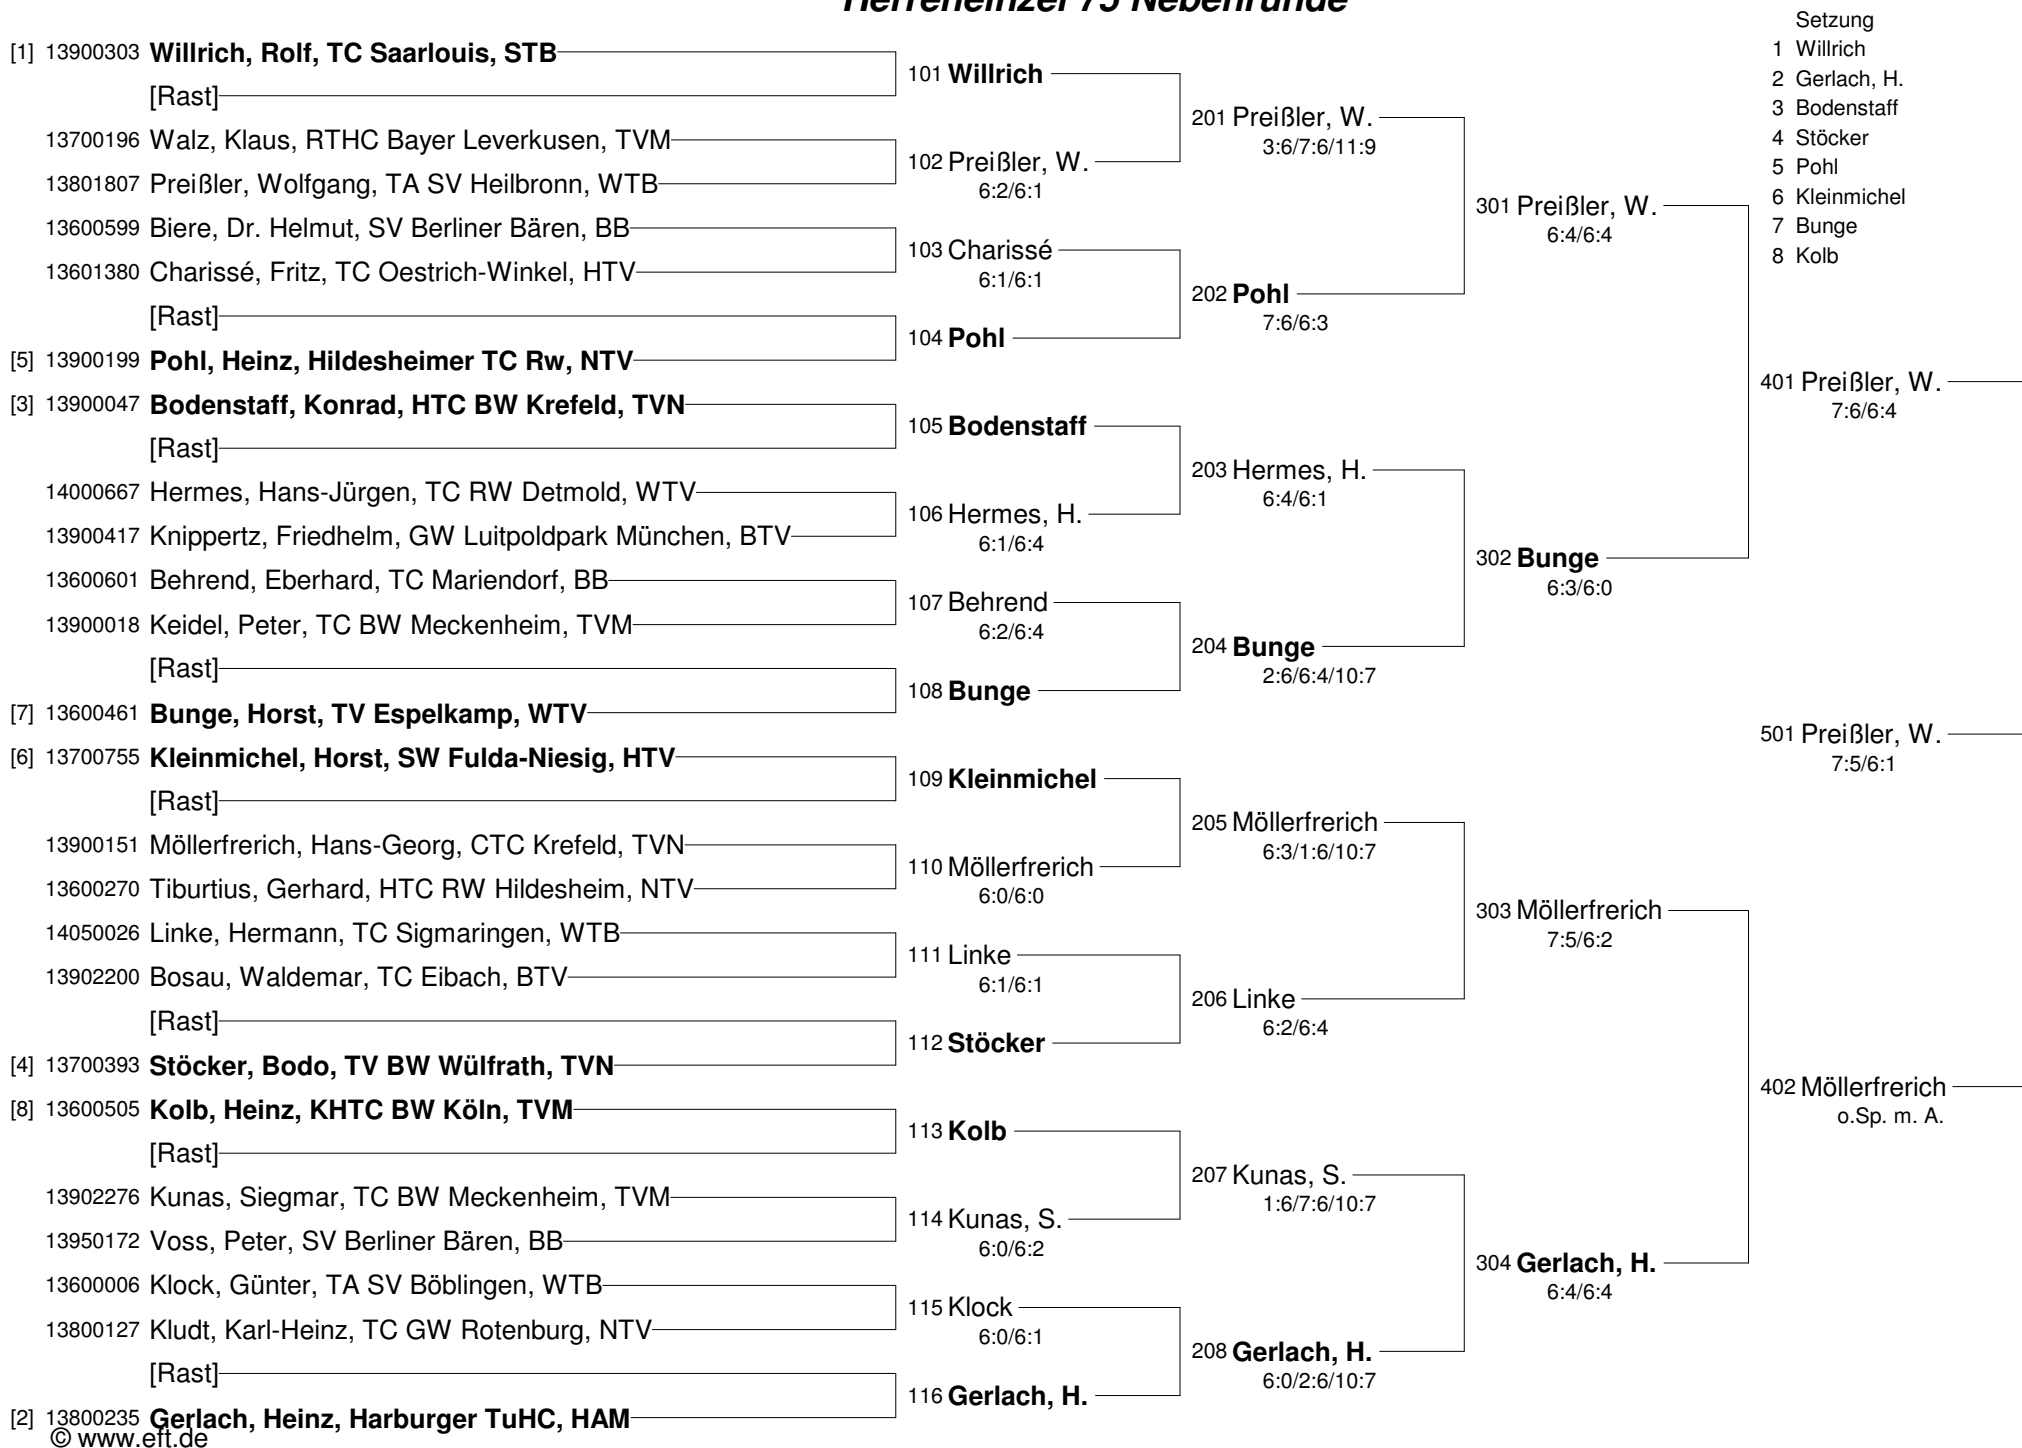 Herreneinzel 75 Nebenrunde
Setzung
1 Willrich
2 Gerlach, H.
3 Bodenstaff
4 Stöcker
5 Pohl
6 Kleinmichel
7 Bunge
8 Kolb
[1] 13900303 Willrich, Rolf, TC Saarlouis, STB
[Rast]
13700196 Walz, Klaus, RTHC Bayer Leverkusen, TVM
13801807 Preißler, Wolfgang, TA SV Heilbronn, WTB
13600599 Biere, Dr. Helmut, SV Berliner Bären, BB
13601380 Charissé, Fritz, TC Oestrich-Winkel, HTV
[Rast]
[5] 13900199 Pohl, Heinz, Hildesheimer TC Rw, NTV
[3] 13900047 Bodenstaff, Konrad, HTC BW Krefeld, TVN
[Rast]
14000667 Hermes, Hans-Jürgen, TC RW Detmold, WTV
13900417 Knippertz, Friedhelm, GW Luitpoldpark München, BTV
13600601 Behrend, Eberhard, TC Mariendorf, BB
13900018 Keidel, Peter, TC BW Meckenheim, TVM
[Rast]
[7] 13600461 Bunge, Horst, TV Espelkamp, WTV
[6] 13700755 Kleinmichel, Horst, SW Fulda-Niesig, HTV
[Rast]
13900151 Möllerfrerich, Hans-Georg, CTC Krefeld, TVN
13600270 Tiburtius, Gerhard, HTC RW Hildesheim, NTV
14050026 Linke, Hermann, TC Sigmaringen, WTB
13902200 Bosau, Waldemar, TC Eibach, BTV
[Rast]
[4] 13700393 Stöcker, Bodo, TV BW Wülfrath, TVN
[8] 13600505 Kolb, Heinz, KHTC BW Köln, TVM
[Rast]
13902276 Kunas, Siegmar, TC BW Meckenheim, TVM
13950172 Voss, Peter, SV Berliner Bären, BB
13600006 Klock, Günter, TA SV Böblingen, WTB
13800127 Kludt, Karl-Heinz, TC GW Rotenburg, NTV
[Rast]
[2] 13800235 Gerlach, Heinz, Harburger TuHC, HAM
© www.eft.de
101 Willrich
102 Preißler, W.
6:2/6:1
103 Charissé
6:1/6:1
104 Pohl
105 Bodenstaff
106 Hermes, H.
6:1/6:4
107 Behrend
6:2/6:4
108 Bunge
109 Kleinmichel
110 Möllerfrerich
6:0/6:0
111 Linke
6:1/6:1
112 Stöcker
113 Kolb
114 Kunas, S.
6:0/6:2
115 Klock
6:0/6:1
116 Gerlach, H.
201 Preißler, W.
3:6/7:6/11:9
202 Pohl
7:6/6:3
203 Hermes, H.
6:4/6:1
204 Bunge
2:6/6:4/10:7
205 Möllerfrerich
6:3/1:6/10:7
206 Linke
6:2/6:4
207 Kunas, S.
1:6/7:6/10:7
208 Gerlach, H.
6:0/2:6/10:7
301 Preißler, W.
6:4/6:4
302 Bunge
6:3/6:0
303 Möllerfrerich
7:5/6:2
304 Gerlach, H.
6:4/6:4
401 Preißler, W.
7:6/6:4
402 Möllerfrerich
o.Sp. m. A.
501 Preißler, W.
7:5/6:1